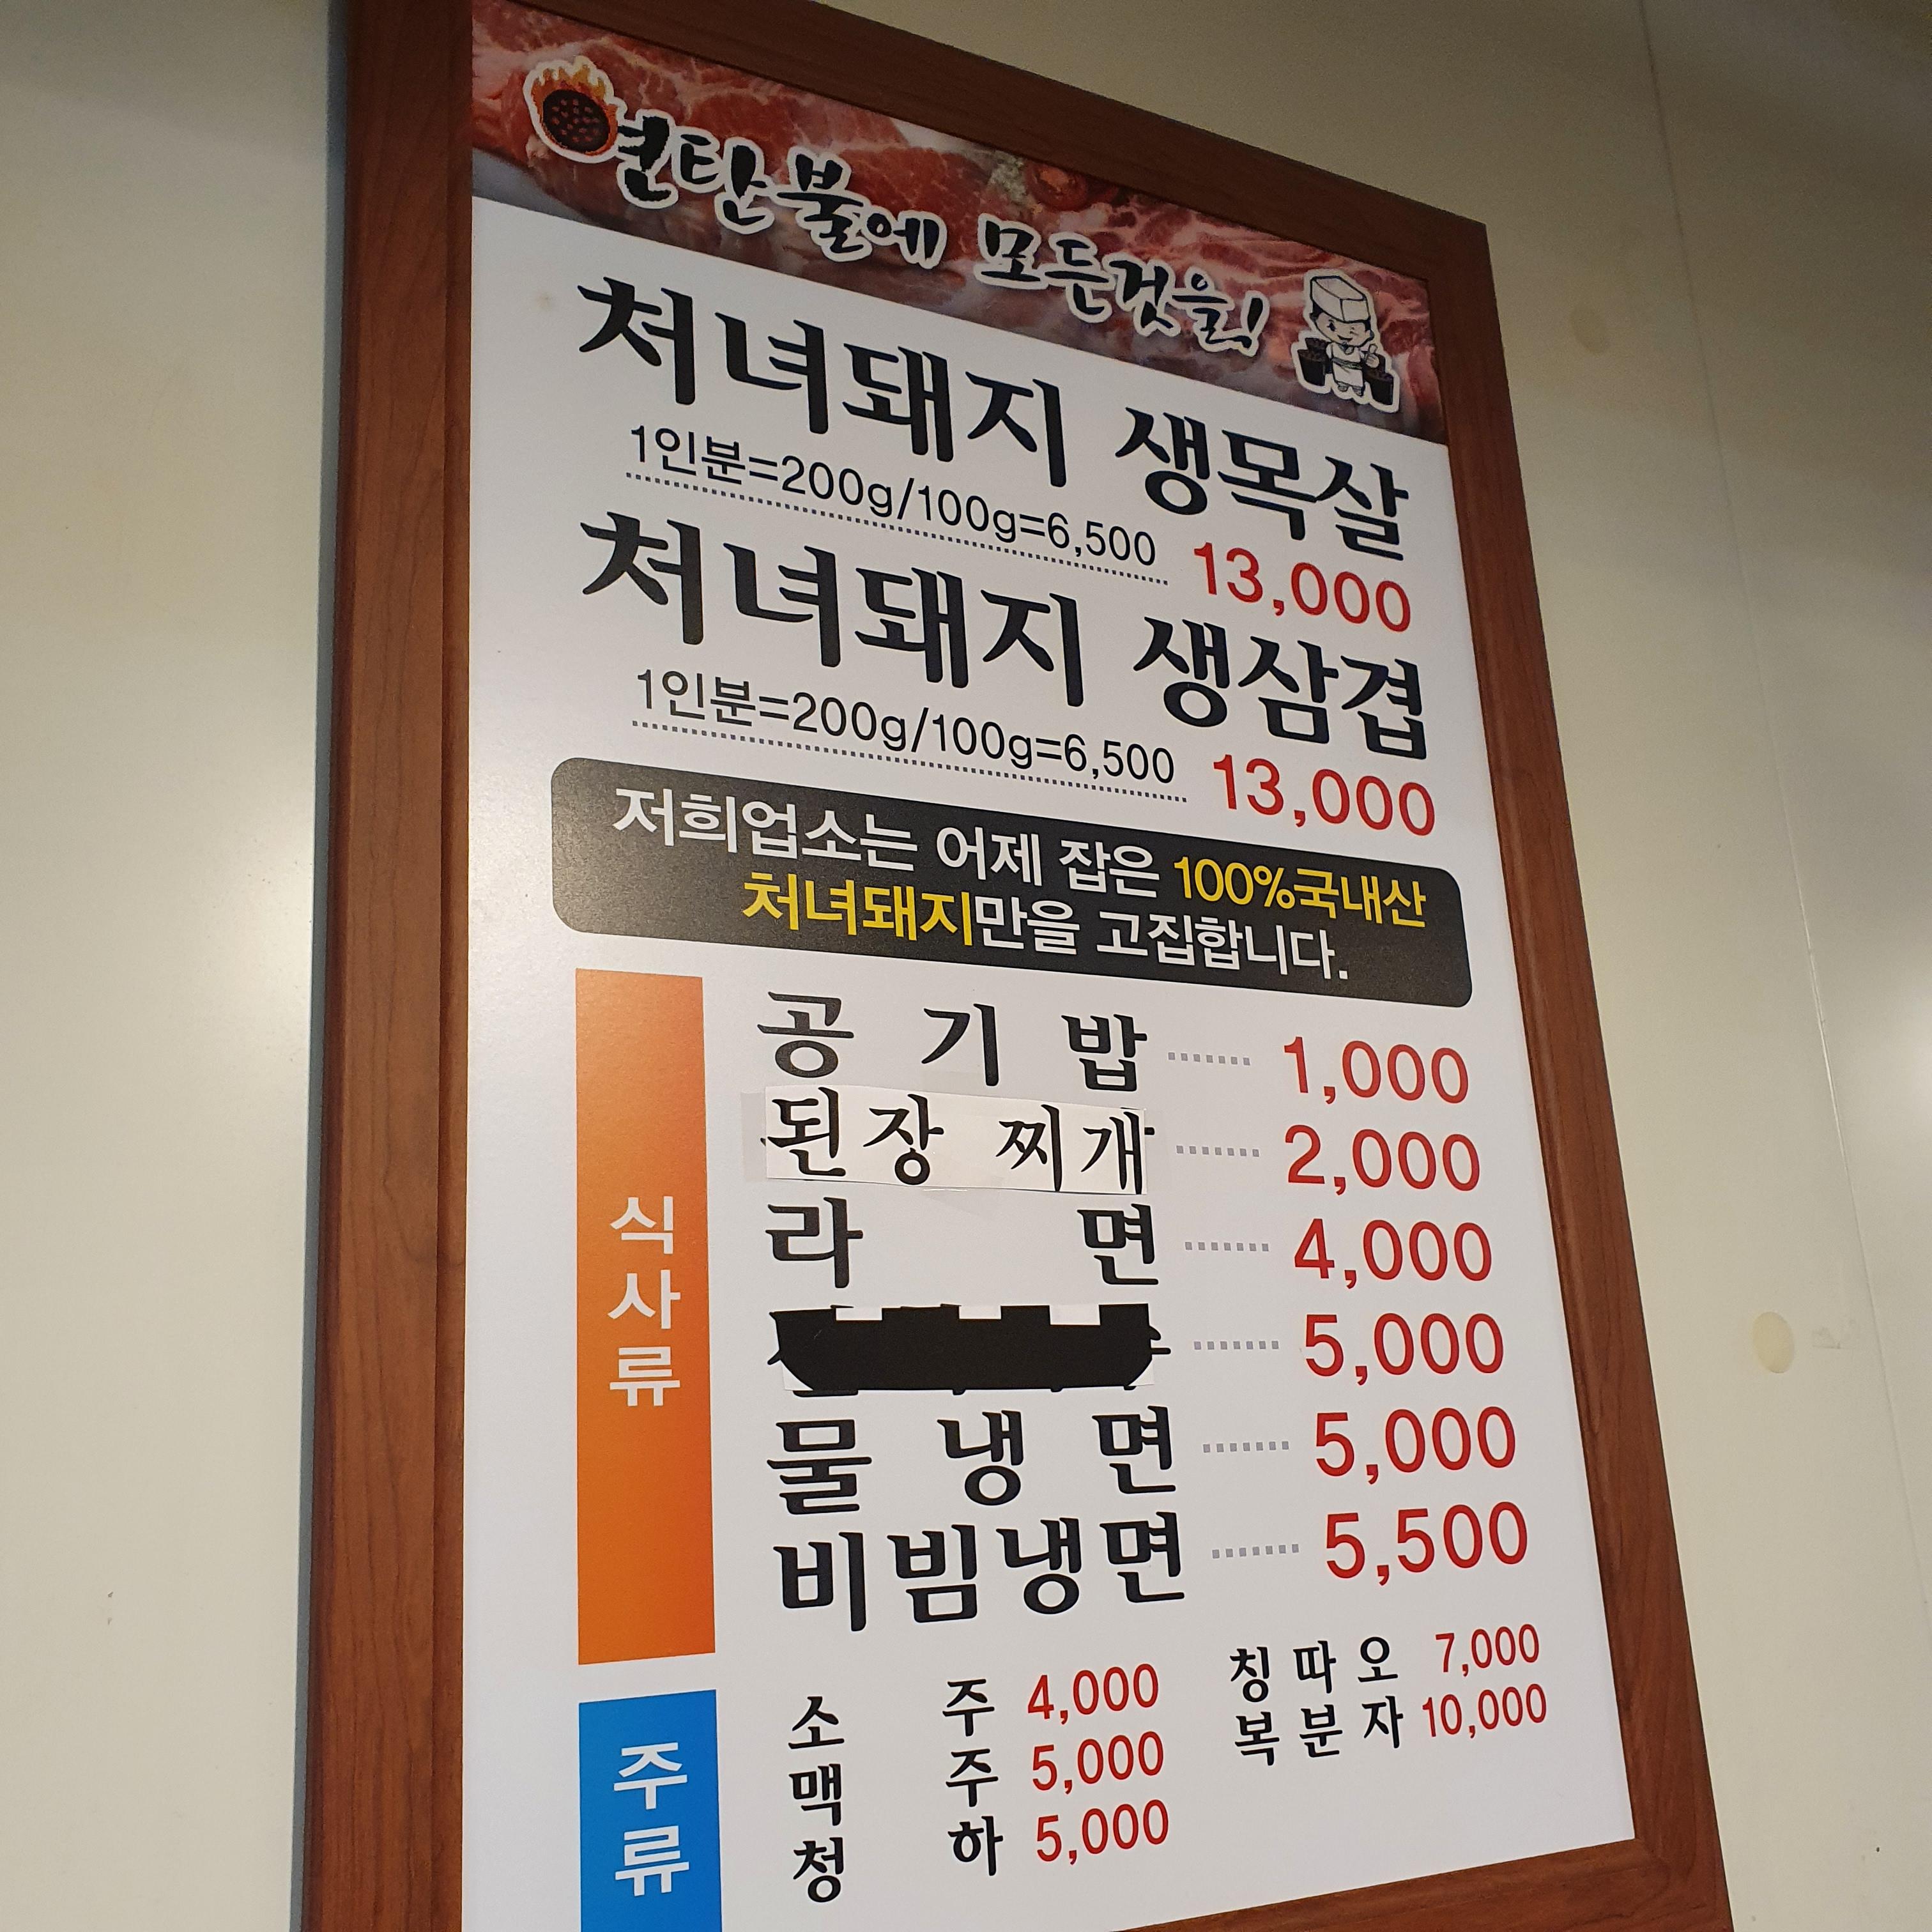 연탄불에 모든것을!
처녀돼지 생목살
1인분=200g/100g=6,500 13,000
처녀돼지 생삼겹
1인분=200g/100g=6,500 13,000
저희업소는 어제 잡은 100%국내산
처녀돼지만을 고집합니다.
식사류
공기밥 1,000
된장 찌개 2,000
라면 4,000
5,000
물냉면 5,000
비빔냉면 5,500
주류
소주 4,000
맥주 5,000
청하 5,000
칭따오 7,000
복분자 10,000